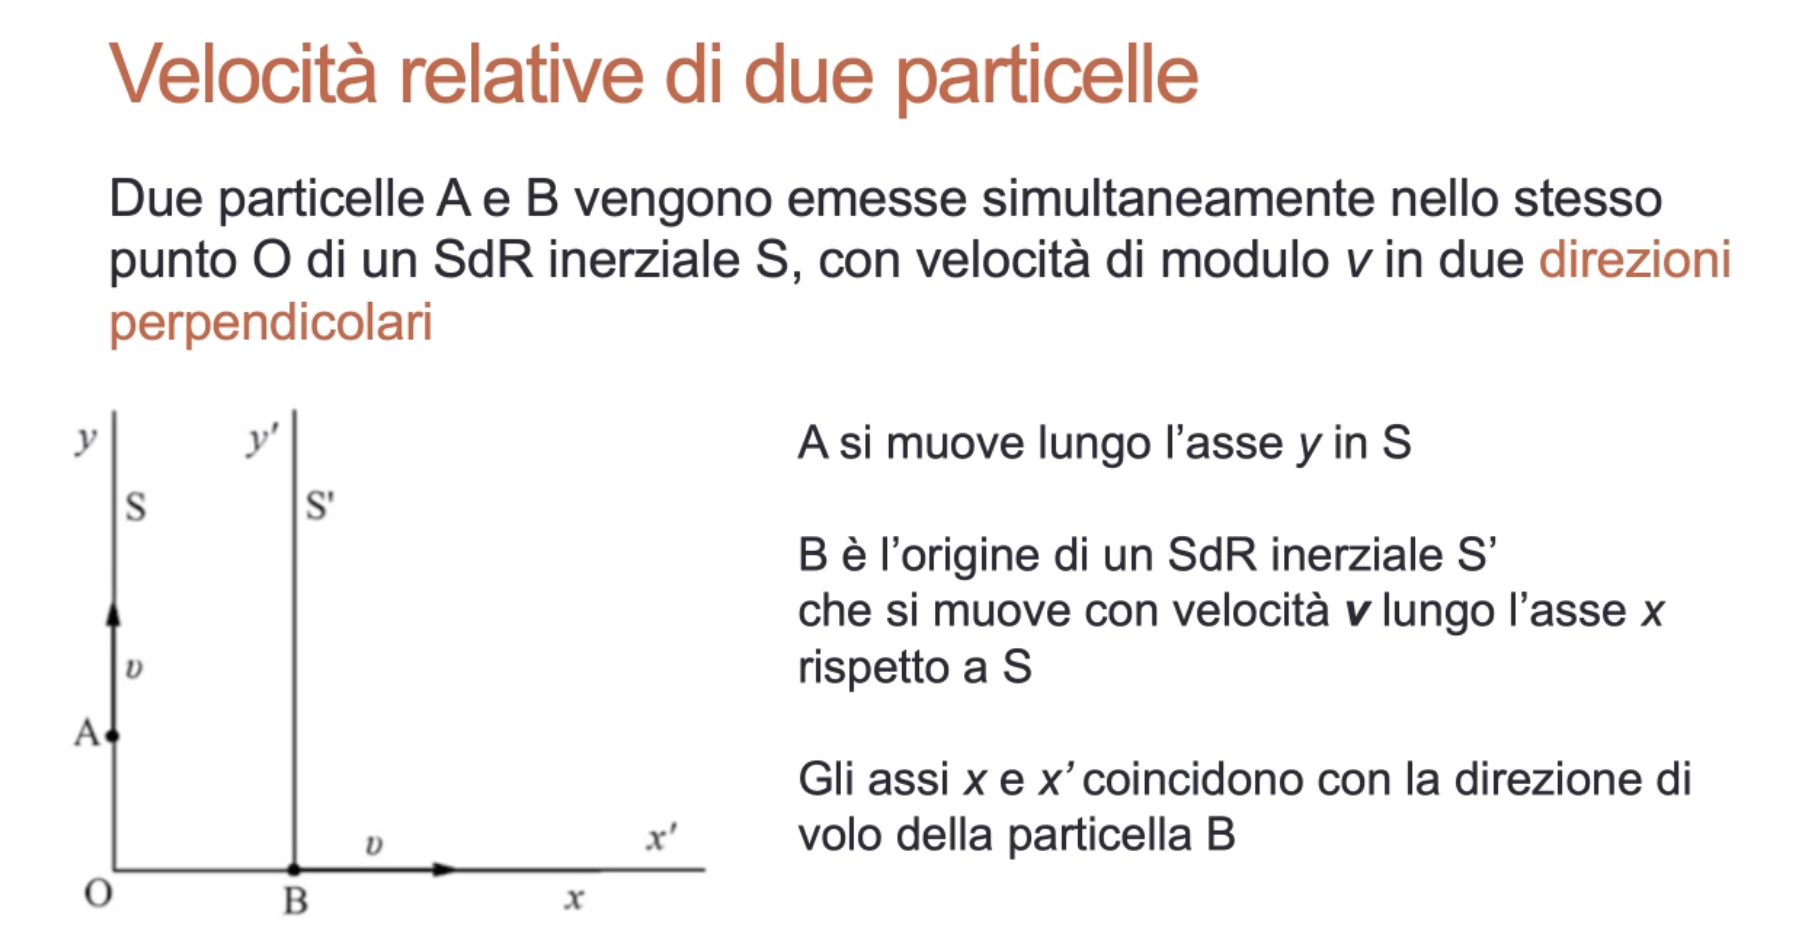 Velocità relative di due particelle
Due particelle A e B vengono emesse simultaneamente nello stesso
punto O di un SdR inerziale S, con velocità di modulo v in due direzioni
perpendicolari
y
y'
S
S'
υ
A
υ
x'
O
B
x
A si muove lungo l’asse y in S
B è l’origine di un SdR inerziale S’
che si muove con velocità v lungo l’asse x
rispetto a S
Gli assi x e x’ coincidono con la direzione di
volo della particella B